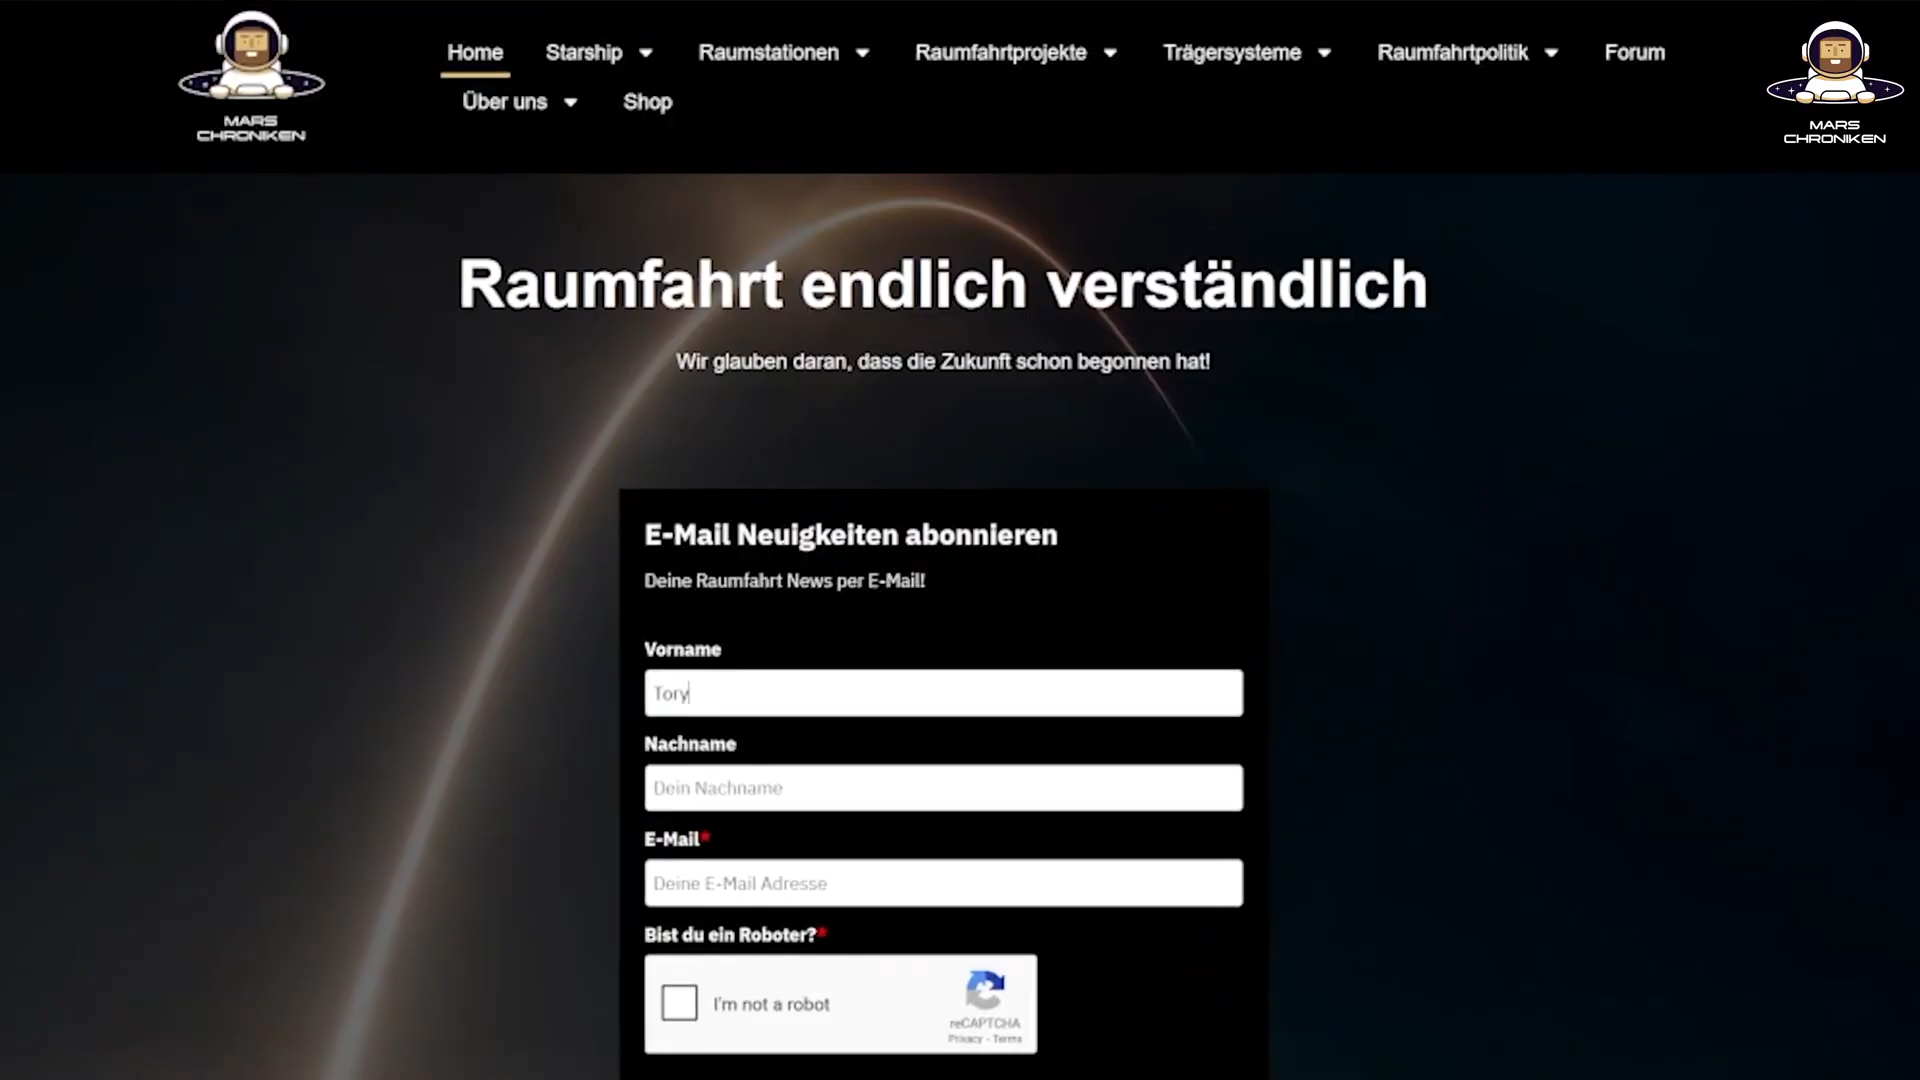 MARS
CHRONIKEN
Home
Starship
Raumstationen
Raumfahrtprojekte
Trägersysteme
Raumfahrtpolitik
Forum
Über uns
Shop
MARS
CHRONIKEN
Raumfahrt endlich verständlich
Wir glauben daran, dass die Zukunft schon begonnen hat!
E-Mail Neuigkeiten abonnieren
Deine Raumfahrt News per E-Mail!
Vorname
Tory
Nachname
Dein Nachname
E-Mail*
Deine E-Mail Adresse
Bist du ein Roboter?*
I'm not a robot
reCAPTCHA
Privacy - Terms